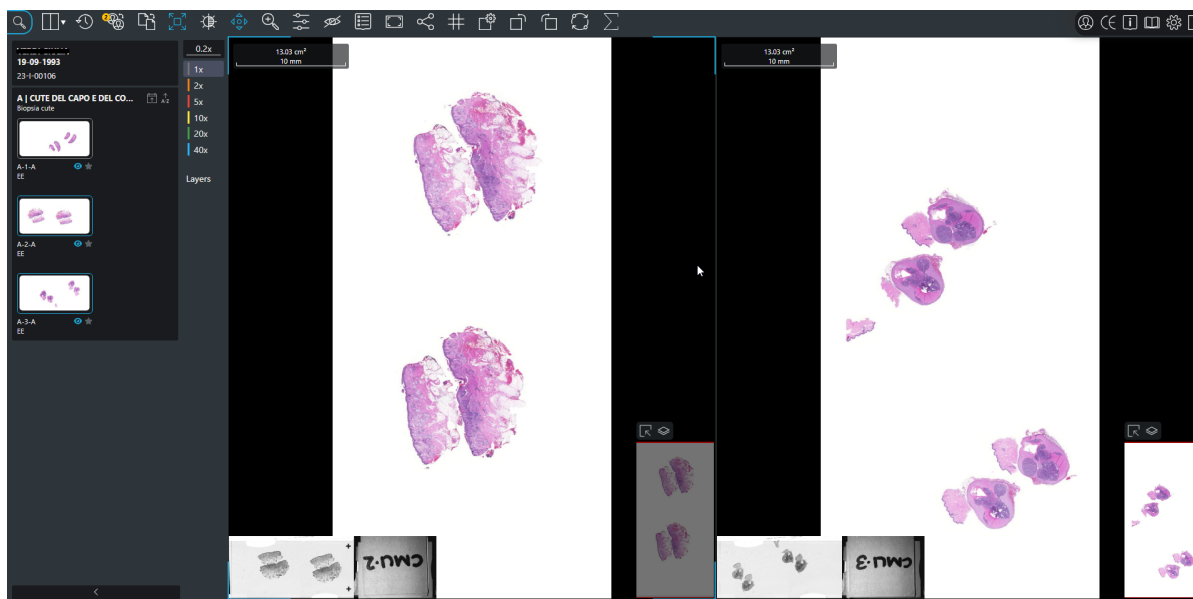 2
CE
19-09-1993
23-I-00106
A | CUTE DEL CAPO E DEL CO...
A-Z
Biopsia cute
A-1-A
EE
A-2-A
EE
A-3-A
EE
0.2x
1x
2x
5x
10x
20x
40x
Layers
13.03 cm²
10 mm
CMU-2
13.03 cm²
10 mm
CMU-3